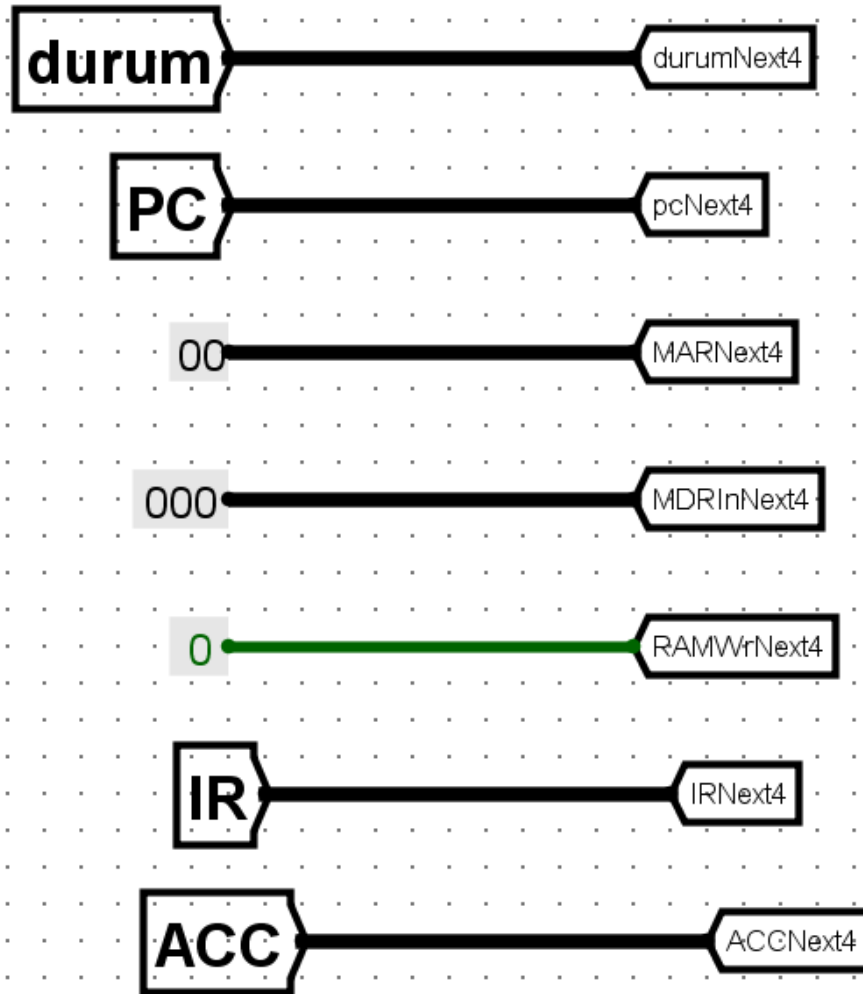 durum durumNext4
PC pcNext4
00 MARNext4
000 MDRInNext4
0 RAMWrNext4
IR IRNext4
ACC ACCNext4